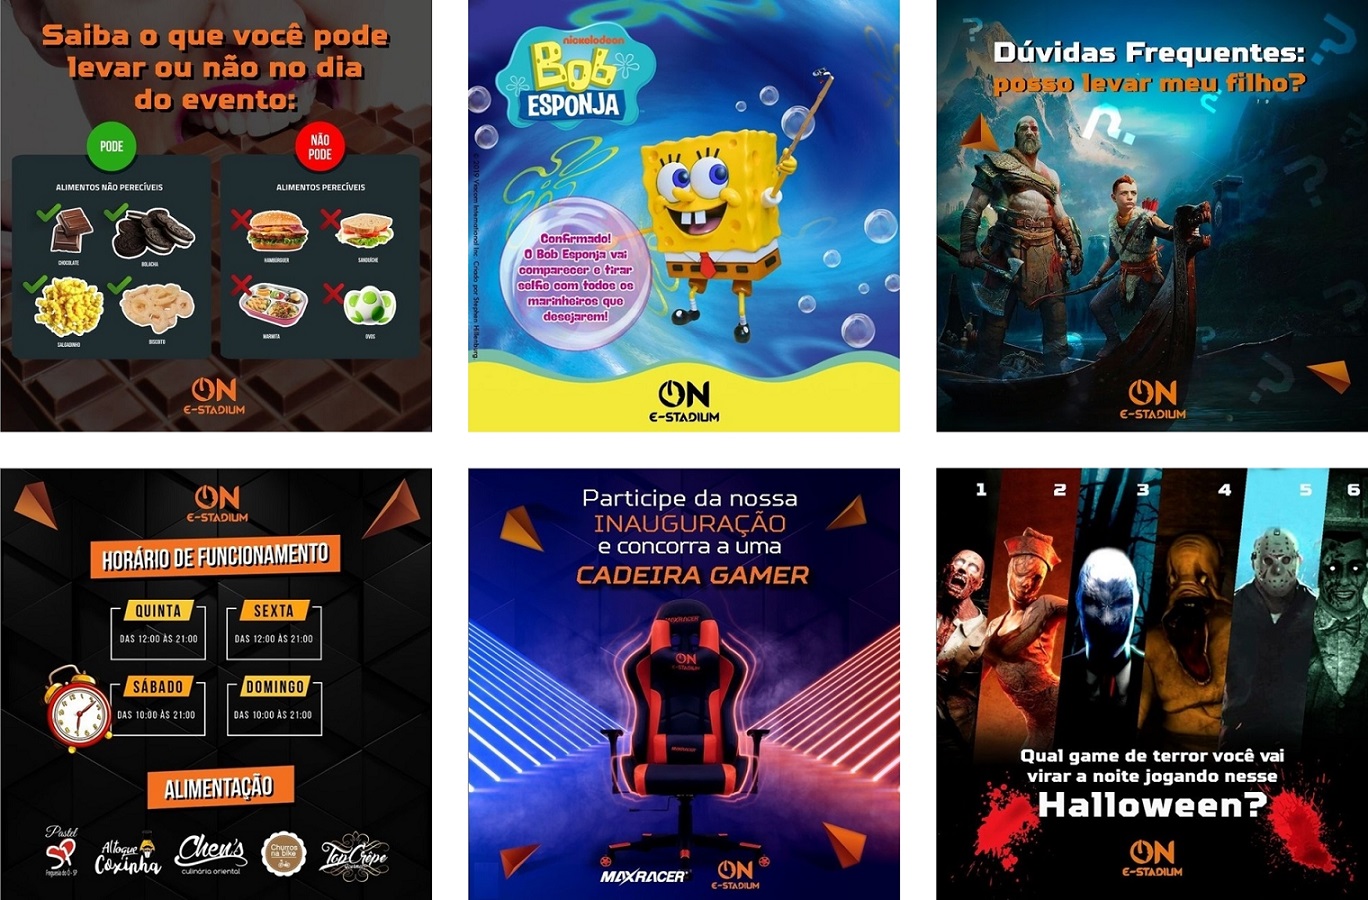 Saiba o que você pode
levar ou não no dia
do evento:
PODE
NÃO
PODE
ALIMENTOS NÃO PERECÍVEIS
ALIMENTOS PERECÍVEIS
CHOCOLATE
BOLACHA
HAMBÚRGUER
SANDUÍCHE
SALGADINHO
BISCOITO
MARMITA
OVOS
ON
E-STADIUM
nickelodeon
Bob
ESPONJA
Confirmado!
O Bob Esponja vai
comparecer e tirar
selfie com todos os
marinheiros que
desejarem!
© 2019 Viacom International Inc. Criado por Stephen Hillenburg
ON
E-STADIUM
Dúvidas Frequentes:
posso levar meu filho?
ON
E-STADIUM
ON
E-STADIUM
HORÁRIO DE FUNCIONAMENTO
QUINTA
DAS 12:00 ÀS 21:00
SEXTA
DAS 12:00 ÀS 21:00
SÁBADO
DAS 10:00 ÀS 21:00
DOMINGO
DAS 10:00 ÀS 21:00
ALIMENTAÇÃO
Pastel
SP
Freguesia do Ó - SP
Altoque
Coxinha
Chen's
culinária oriental
Churros
na bike
Top Crêpe
Participe da nossa
INAUGURAÇÃO
e concorra a uma
CADEIRA GAMER
MAXRACER
ON
E-STADIUM
MAXRACER
MAXRACER
ON
E-STADIUM
1 2 3 4 5 6
Qual game de terror você vai
virar a noite jogando nesse
Halloween?
ON
E-STADIUM